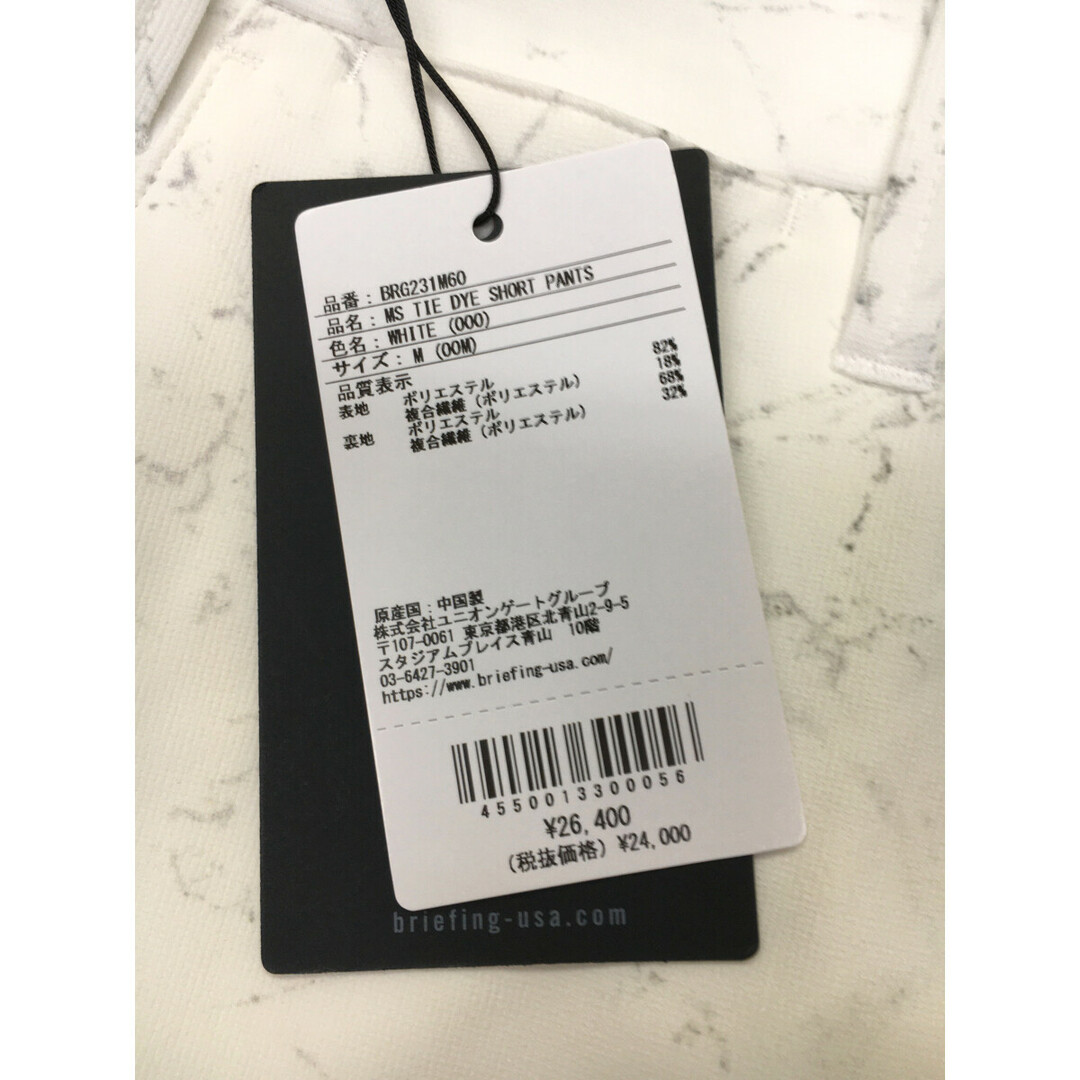 品番：BRG231M60
品名：MS TIE DYE SHORT PANTS
色名：WHITE (000)
サイズ：M (00M)
品質表示
表地 ポリエステル 82%
複合繊維（ポリエステル） 18%
裏地 ポリエステル 68%
複合繊維（ポリエステル） 32%
原産国：中国製
株式会社ユニオンゲートグループ
〒107-0061 東京都港区北青山2-9-5
スタジアムプレイス青山 10階
03-6427-3901
https://www.briefing-usa.com/
4550013300056
¥26,400
(税抜価格) ¥24,000
briefing-usa.com